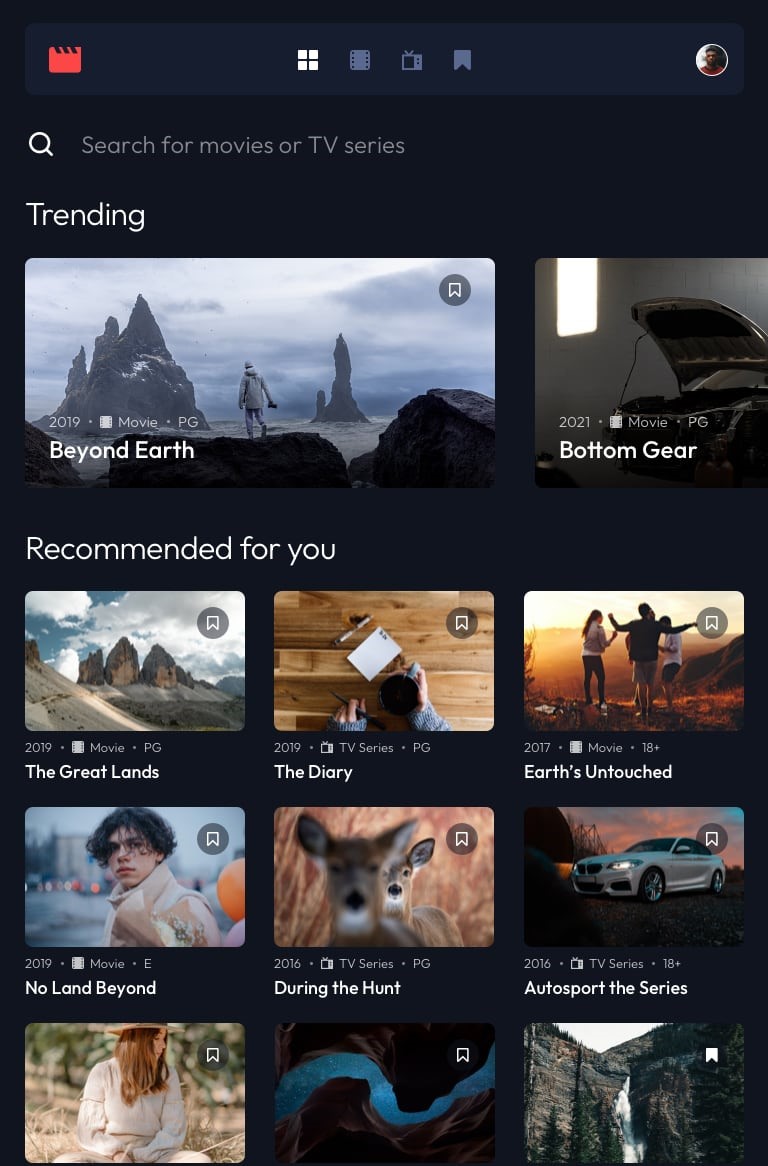 Search for movies or TV series
Trending
2019 • Movie • PG
Beyond Earth
2021 • Movie • PG
Bottom Gear
Recommended for you
2019 • Movie • PG
The Great Lands
2019 • TV Series • PG
The Diary
2017 • Movie • 18+
Earth’s Untouched
2019 • Movie • E
No Land Beyond
2016 • TV Series • PG
During the Hunt
2016 • TV Series • 18+
Autosport the Series